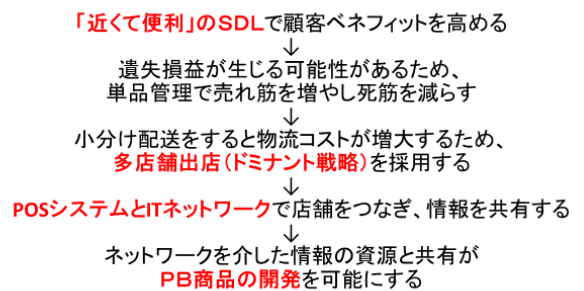 「近くて便利」のSDLで顧客ベネフィットを高める
↓
遺失損益が生じる可能性があるため、
単品管理で売れ筋を増やし死筋を減らす
↓
小分け配送をすると物流コストが増大するため、
多店舗出店（ドミナント戦略）を採用する
↓
POSシステムとITネットワークで店舗をつなぎ、情報を共有する
↓
ネットワークを介した情報の資源と共有が
ＰＢ商品の開発を可能にする